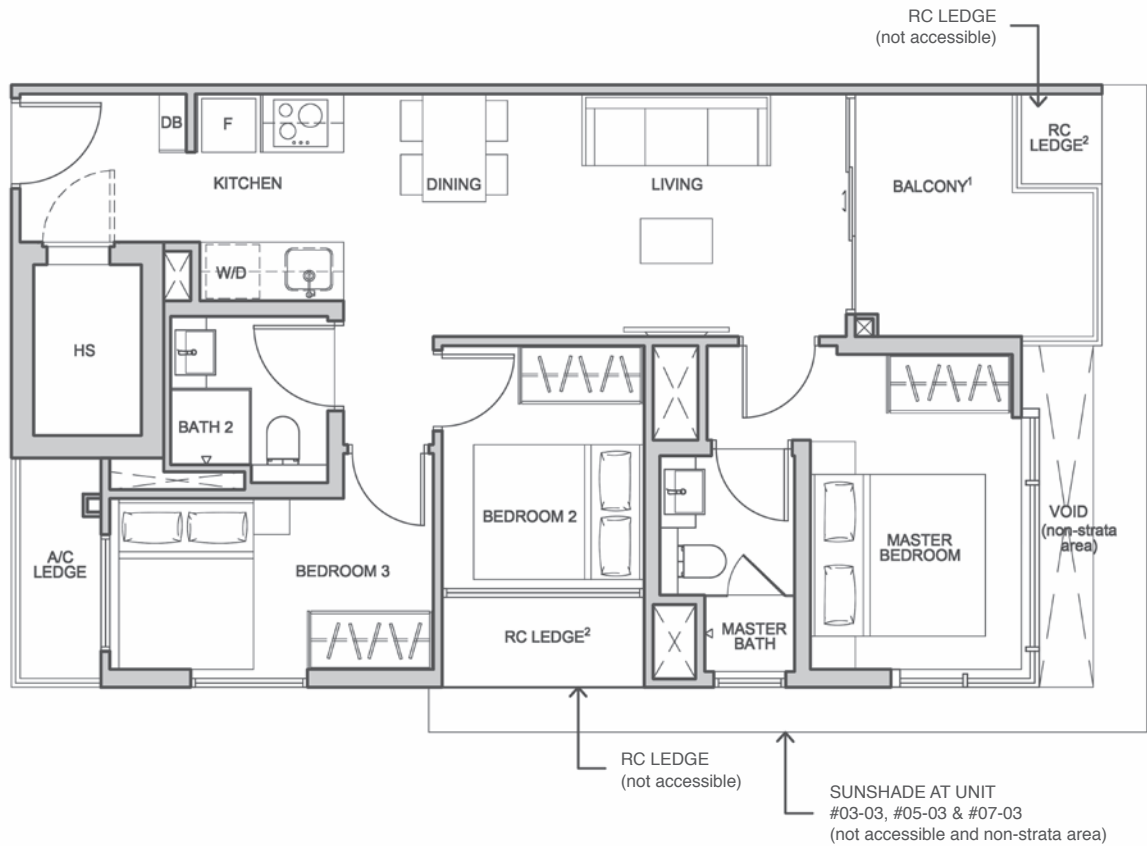 RC LEDGE
(not accessible)
DB
F
RC
LEDGE²
KITCHEN
DINING
LIVING
BALCONY¹
W/D
HS
BATH 2
BEDROOM 2
VOID
(non-strata
area)
MASTER
BEDROOM
A/C
LEDGE
BEDROOM 3
RC LEDGE²
MASTER
BATH
RC LEDGE
(not accessible)
SUNSHADE AT UNIT
#03-03, #05-03 & #07-03
(not accessible and non-strata area)